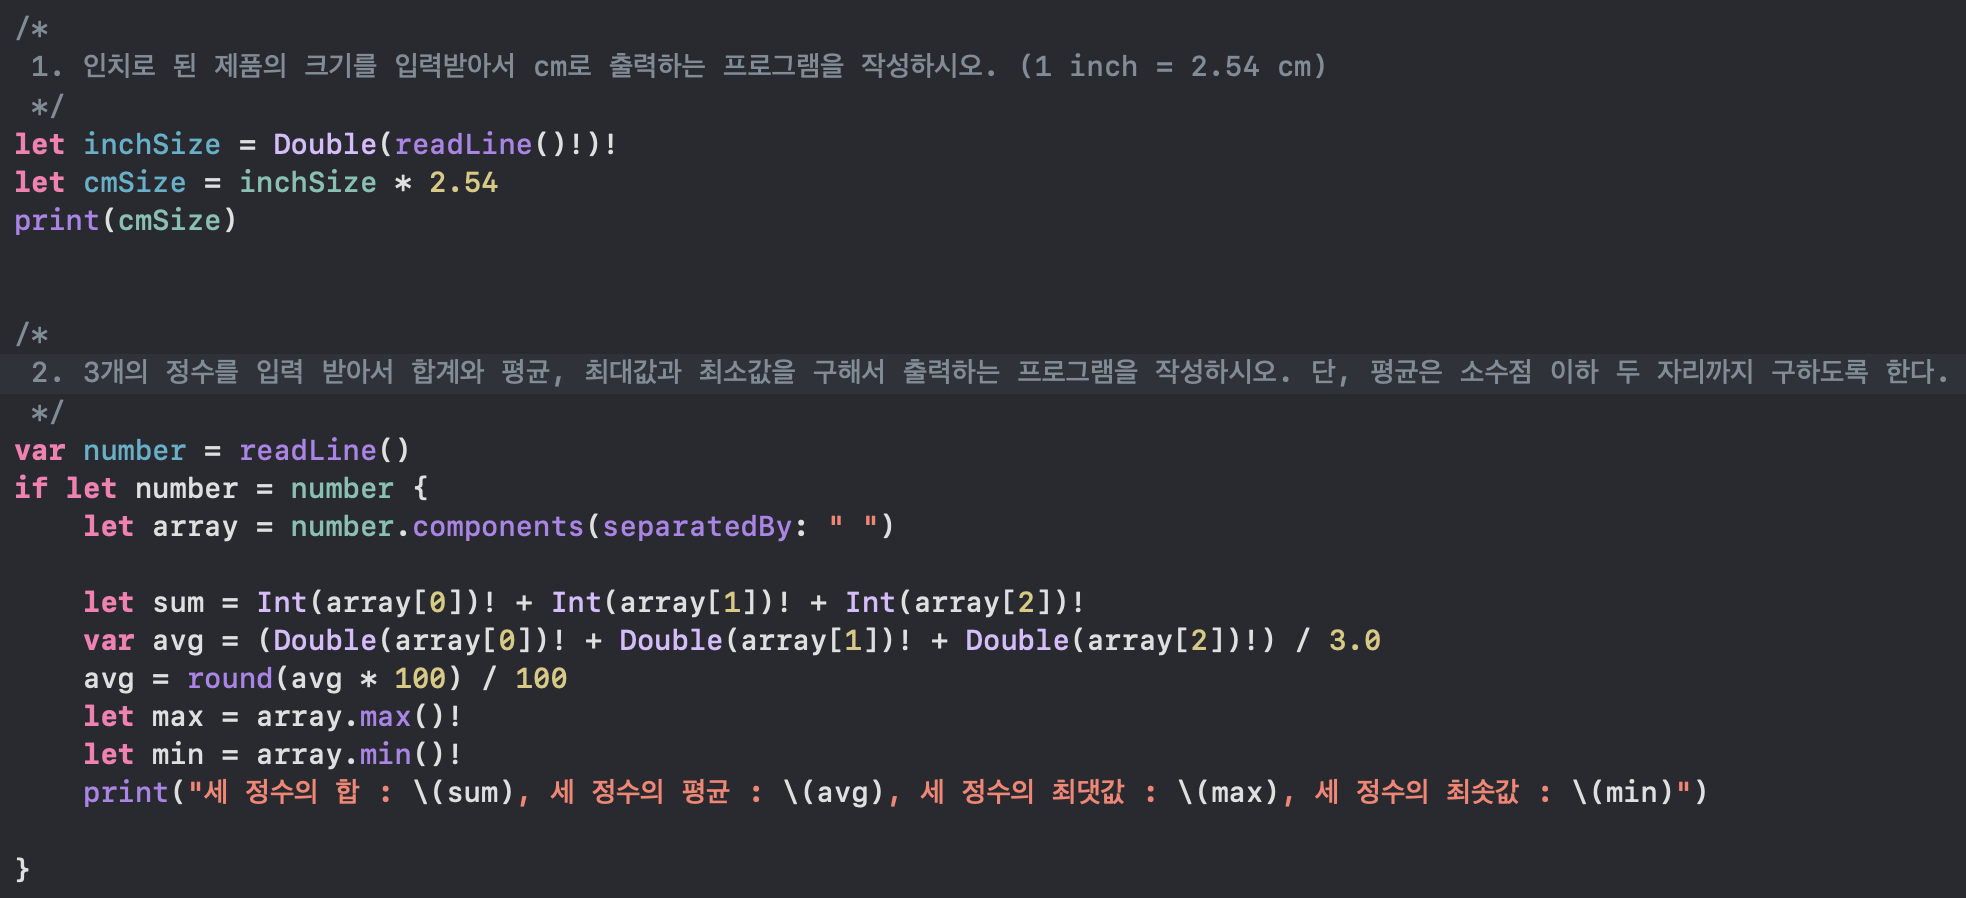 /*
 1. 인치로 된 제품의 크기를 입력받아서 cm로 출력하는 프로그램을 작성하시오. (1 inch = 2.54 cm)
 */
let inchSize = Double(readLine()!)!
let cmSize = inchSize * 2.54
print(cmSize)
/*
 2. 3개의 정수를 입력 받아서 합계와 평균, 최대값과 최소값을 구해서 출력하는 프로그램을 작성하시오. 단, 평균은 소수점 이하 두 자리까지 구하도록 한다.
 */
var number = readLine()
if let number = number {
    let array = number.components(separatedBy: " ")
    let sum = Int(array[0])! + Int(array[1])! + Int(array[2])!
    var avg = (Double(array[0])! + Double(array[1])! + Double(array[2])!) / 3.0
    avg = round(avg * 100) / 100
    let max = array.max()!
    let min = array.min()!
    print("세 정수의 합 : \(sum), 세 정수의 평균 : \(avg), 세 정수의 최댓값 : \(max), 세 정수의 최솟값 : \(min)")
}